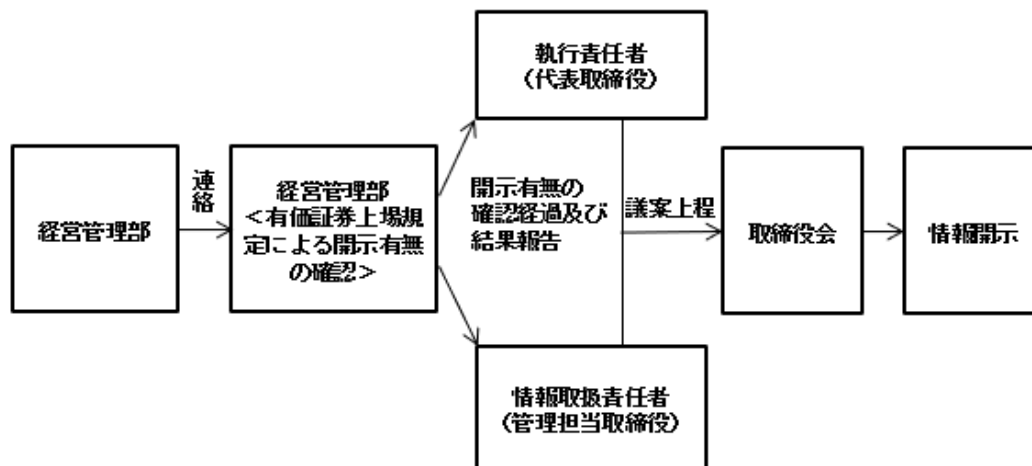 執行責任者
（代表取締役）
経営管理部
連絡
経営管理部
＜有価証券上場規
定による開示有無
の確認＞
開示有無の
確認経過及び
結果報告
議案上程
取締役会
情報開示
情報取扱責任者
（管理担当取締役）